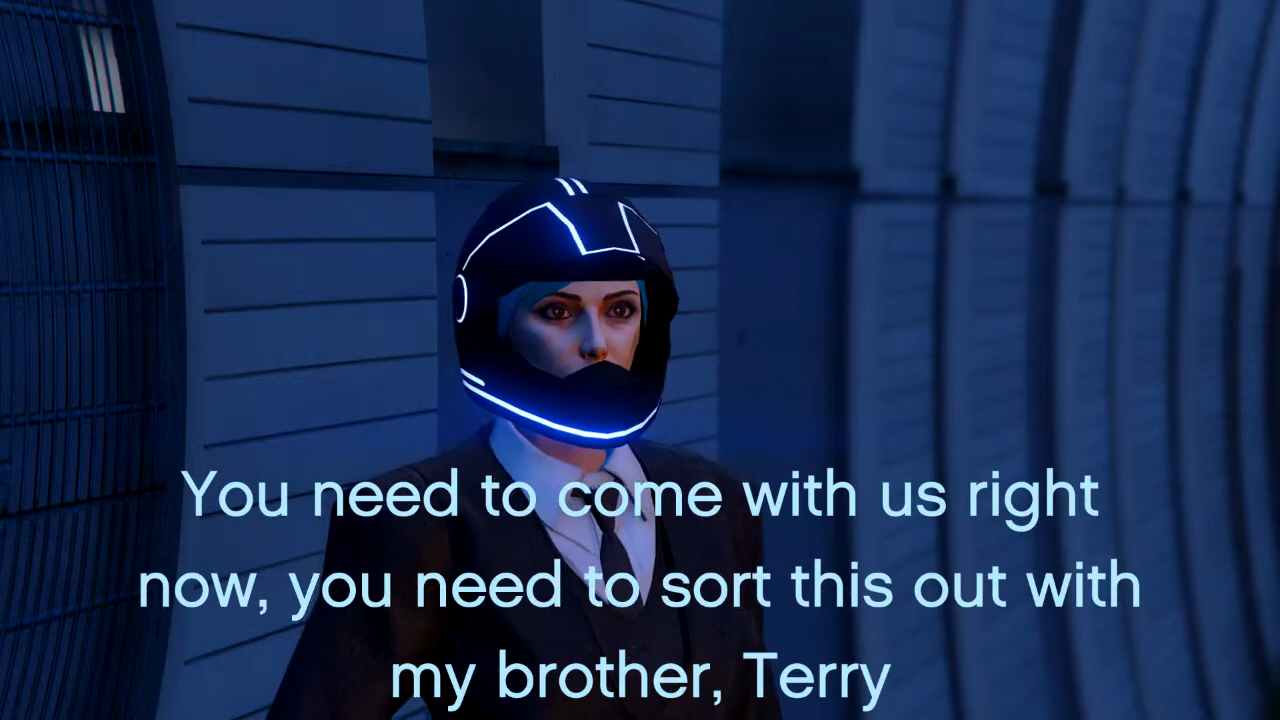 You need to come with us right
now, you need to sort this out with
my brother, Terry